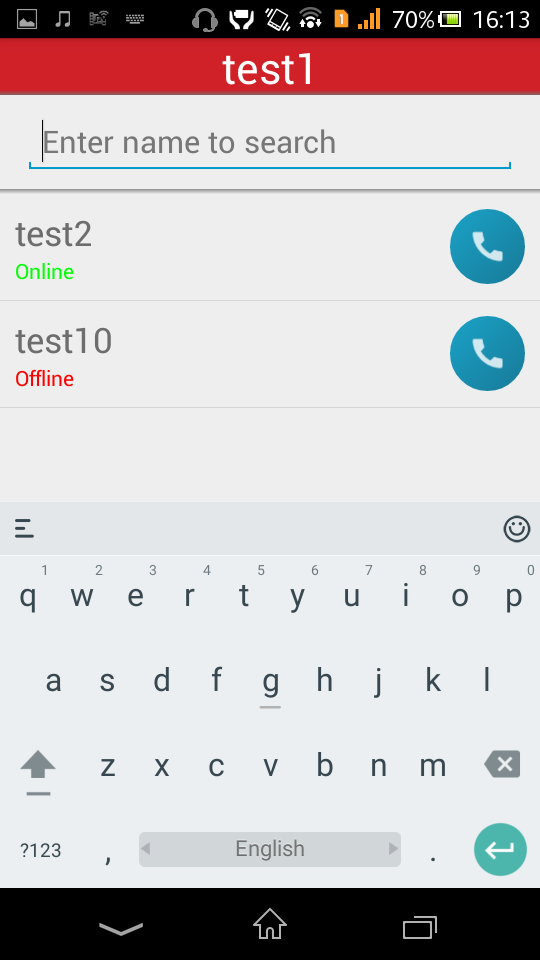 1 70% 16:13
test1
Enter name to search
test2
Online
test10
Offline
1 2 3 4 5 6 7 8 9 0
q w e r t y u i o p
a s d f g h j k l
z x c v b n m
?123 , English .